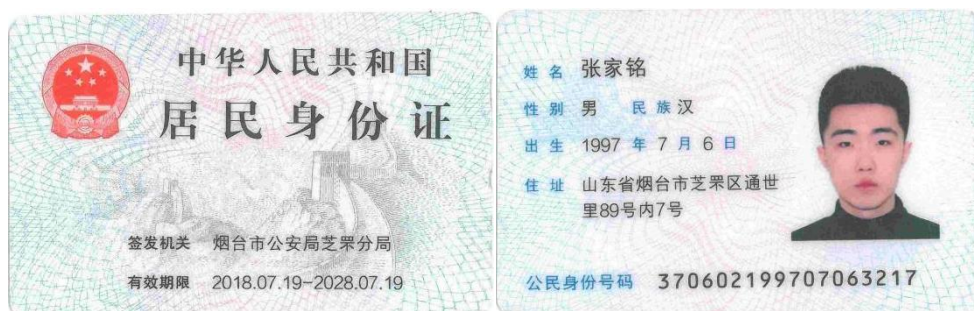 中华人民共和国
居民身份证
签发机关 烟台市公安局芝罘分局
有效期限 2018.07.19-2028.07.19
姓名 张家铭
性别 男 民族 汉
出生 1997 年 7 月 6 日
住址 山东省烟台市芝罘区通世
里89号内7号
公民身份号码 370602199707063217